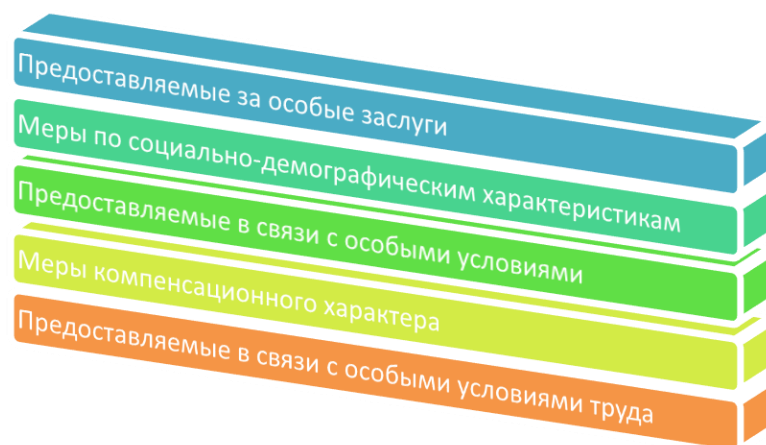 Предоставляемые за особые заслуги
Меры по социально-демографическим характеристикам
Предоставляемые в связи с особыми условиями
Меры компенсационного характера
Предоставляемые в связи с особыми условиями труда